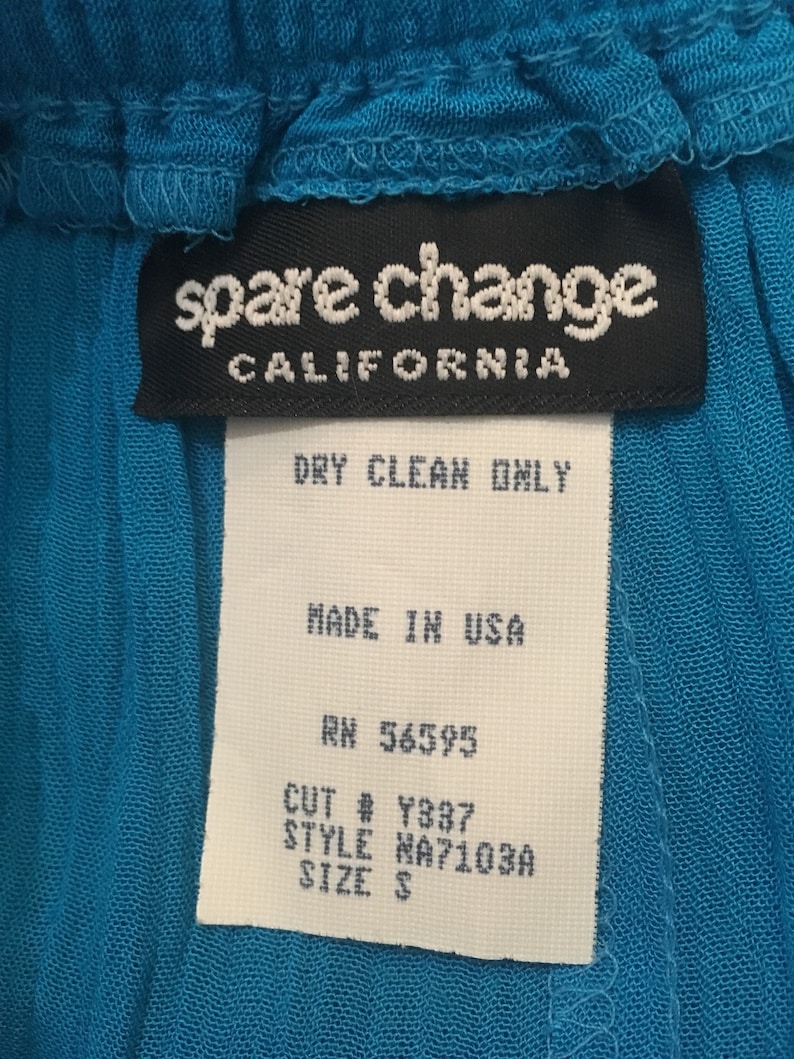 spare change
CALIFORNIA
DRY CLEAN ONLY
MADE IN USA
RN 56595
CUT # Y337
STYLE NA7103A
SIZE S